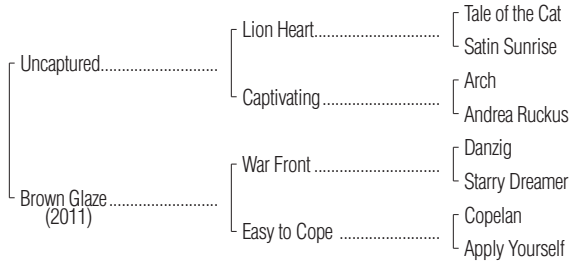 Tale of the Cat
Lion Heart..............................
Satin Sunrise
Uncaptured............................
Arch
Captivating .............................
Andrea Ruckus
Danzig
War Front ...............................
Starry Dreamer
Brown Glaze..........................
(2011)
Copelan
Easy to Cope .........................
Apply Yourself